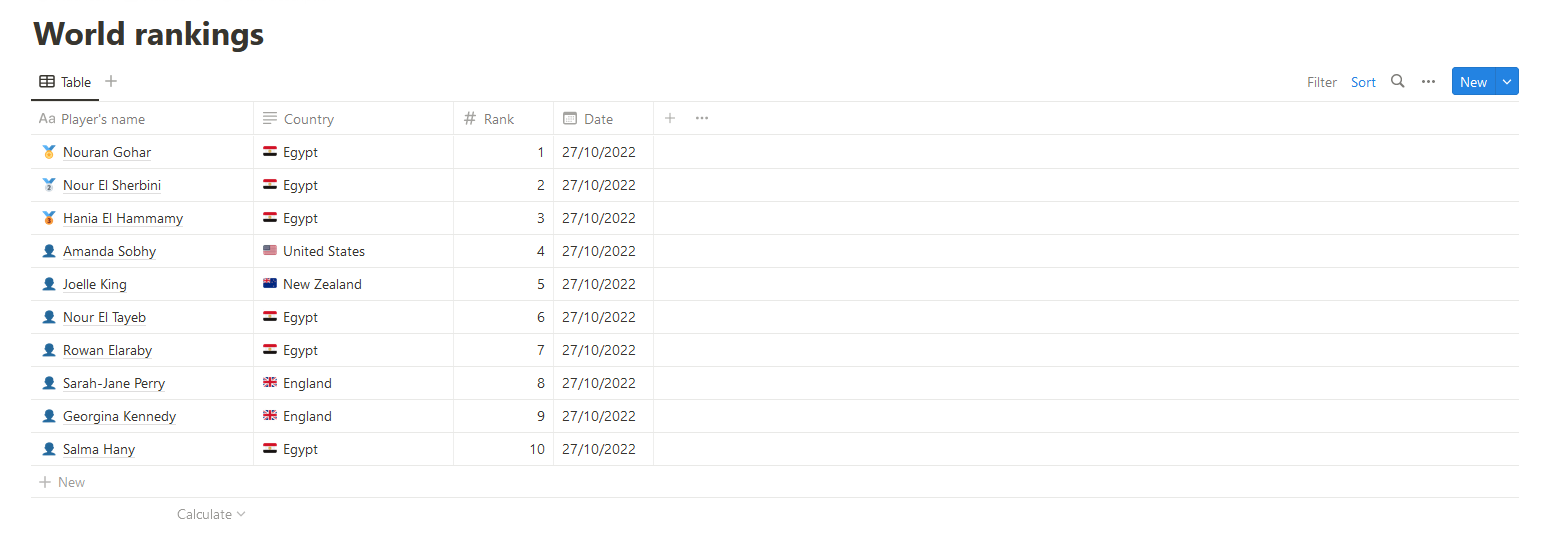 World rankings
Table
Filter Sort New
Aa Player's name Country # Rank Date
Nouran Gohar Egypt 1 27/10/2022
Nour El Sherbini Egypt 2 27/10/2022
Hania El Hammamy Egypt 3 27/10/2022
Amanda Sobhy United States 4 27/10/2022
Joelle King New Zealand 5 27/10/2022
Nour El Tayeb Egypt 6 27/10/2022
Rowan Elaraby Egypt 7 27/10/2022
Sarah-Jane Perry England 8 27/10/2022
Georgina Kennedy England 9 27/10/2022
Salma Hany Egypt 10 27/10/2022
New
Calculate